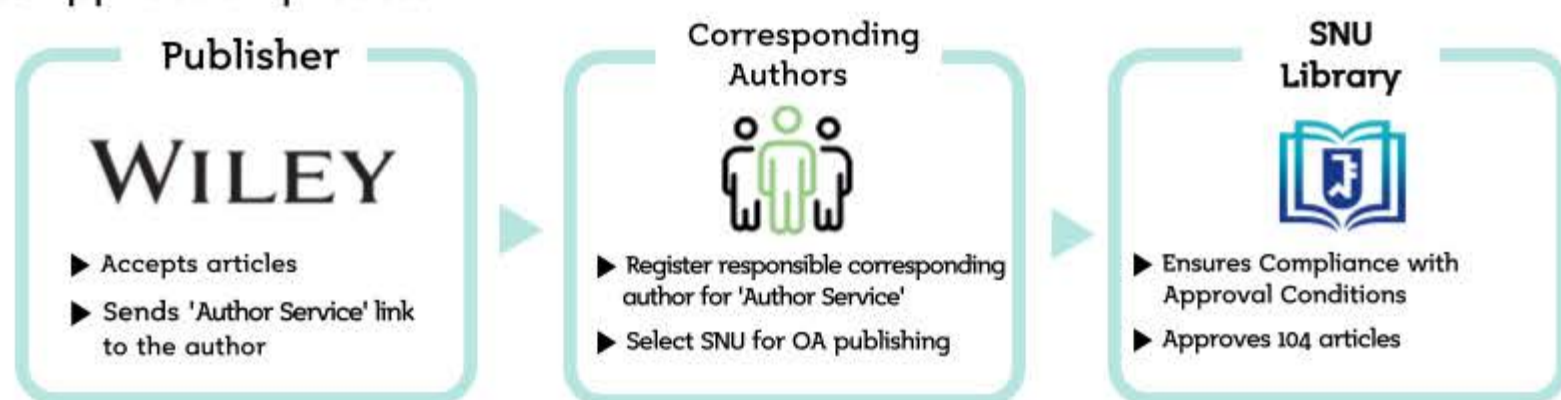 Publisher
WILEY
▶ Accepts articles
▶ Sends 'Author Service' link
to the author
Corresponding
Authors
▶ Register responsible corresponding
author for 'Author Service'
▶ Select SNU for OA publishing
SNU
Library
▶ Ensures Compliance with
Approval Conditions
▶ Approves 104 articles